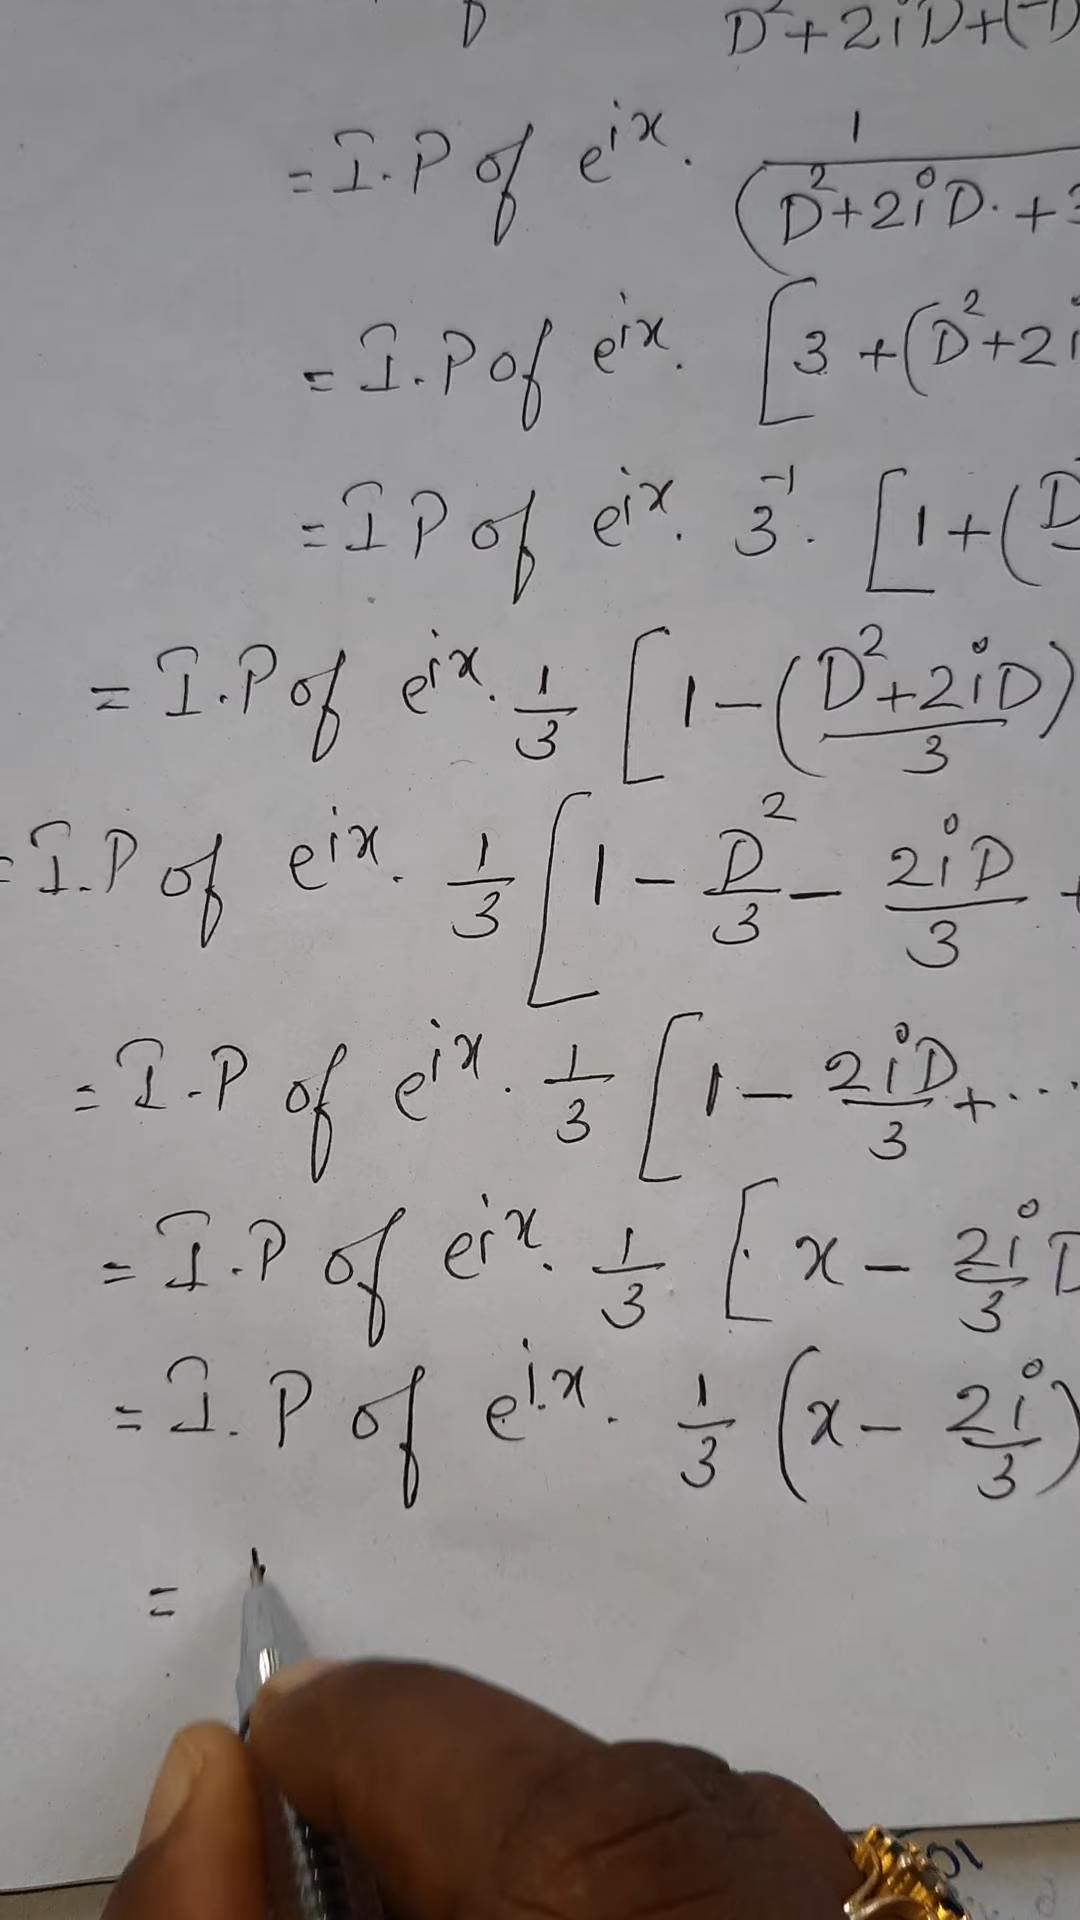 D D²+2iD+(-1)
= I.P of e^{ix}. 1/(D²+2iD.+3
= I.P of e^{ix}. [3+(D²+2i
= IP of e^{ix}. 3^{-1}. [1+(D
= I.P of e^{ix}. 1/3 [1-(D²+2iD)/3
= I.P of e^{ix}. 1/3 [1 - D²/3 - 2iD/3 +
= I.P of e^{ix}. 1/3 [1 - 2iD/3 + ...
= I.P of e^{ix}. 1/3 [x - 2i/3 D
= I.P of e^{ix}. 1/3 (x - 2i/3)
=